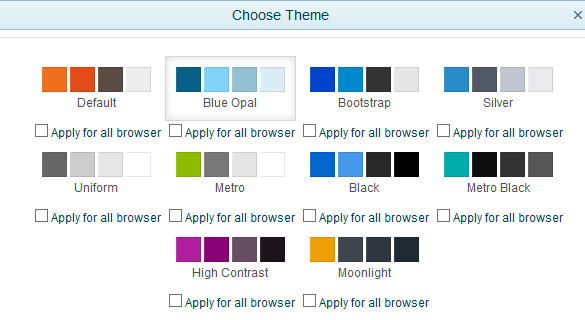 Choose Theme ×
Default Blue Opal Bootstrap Silver
Apply for all browser Apply for all browser Apply for all browser Apply for all browser
Uniform Metro Black Metro Black
Apply for all browser Apply for all browser Apply for all browser Apply for all browser
High Contrast Moonlight
Apply for all browser Apply for all browser